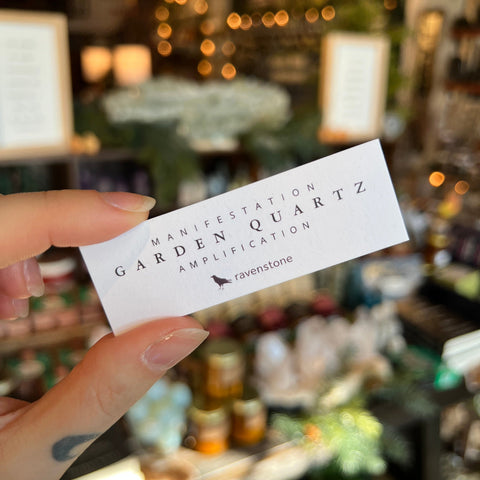 MANIFESTATION
GARDEN QUARTZ
AMPLIFICATION
ravenstone